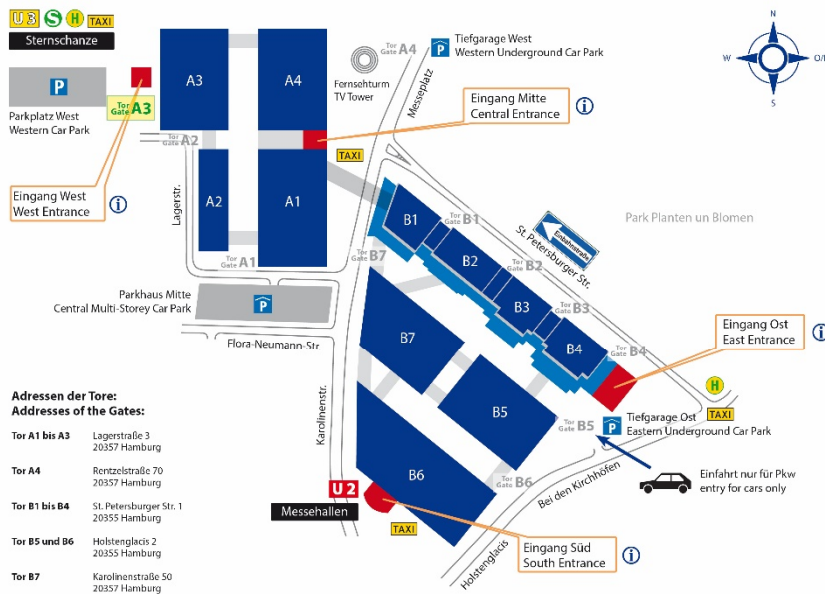 U3 S H TAXI
Sternschanze
P
Parkplatz West
Western Car Park
Tor
Gate A3
Eingang West
West Entrance
i
Tor
Gate A2
Lagerstr.
A3
A4
A2
A1
Tor
Gate A1
Fernsehturm
TV Tower
Tor
Gate A4
Messeplatz
P
Tiefgarage West
Western Underground Car Park
Eingang Mitte
Central Entrance
i
TAXI
N
W
S
Parkhaus Mitte
Central Multi-Storey Car Park
P
Flora-Neumann-Str
Karolinenstr.
Tor
Gate B7
B1
Tor
Gate B1
B2
Tor
Gate B2
B3
Tor
Gate B3
B4
Tor
Gate B4
Einbahnstraße
St. Petersburger Str.
Park Planten un Blomen
Eingang Ost
East Entrance
i
H
TAXI
B7
B5
B6
Tor
Gate B5
P
Tiefgarage Ost
Eastern Underground Car Park
Tor
Gate B6
Einfahrt nur für Pkw
entry for cars only
Bei den Kirchhöfen
Holstenglacis
U2
Messehallen
TAXI
Eingang Süd
South Entrance
i
Adressen der Tore:
Addresses of the Gates:
Tor A1 bis A3 Lagerstraße 3
20357 Hamburg
Tor A4 Rentzelstraße 70
20357 Hamburg
Tor B1 bis B4 St. Petersburger Str. 1
20355 Hamburg
Tor B5 und B6 Holstenglacis 2
20355 Hamburg
Tor B7 Karolinenstraße 50
20357 Hamburg